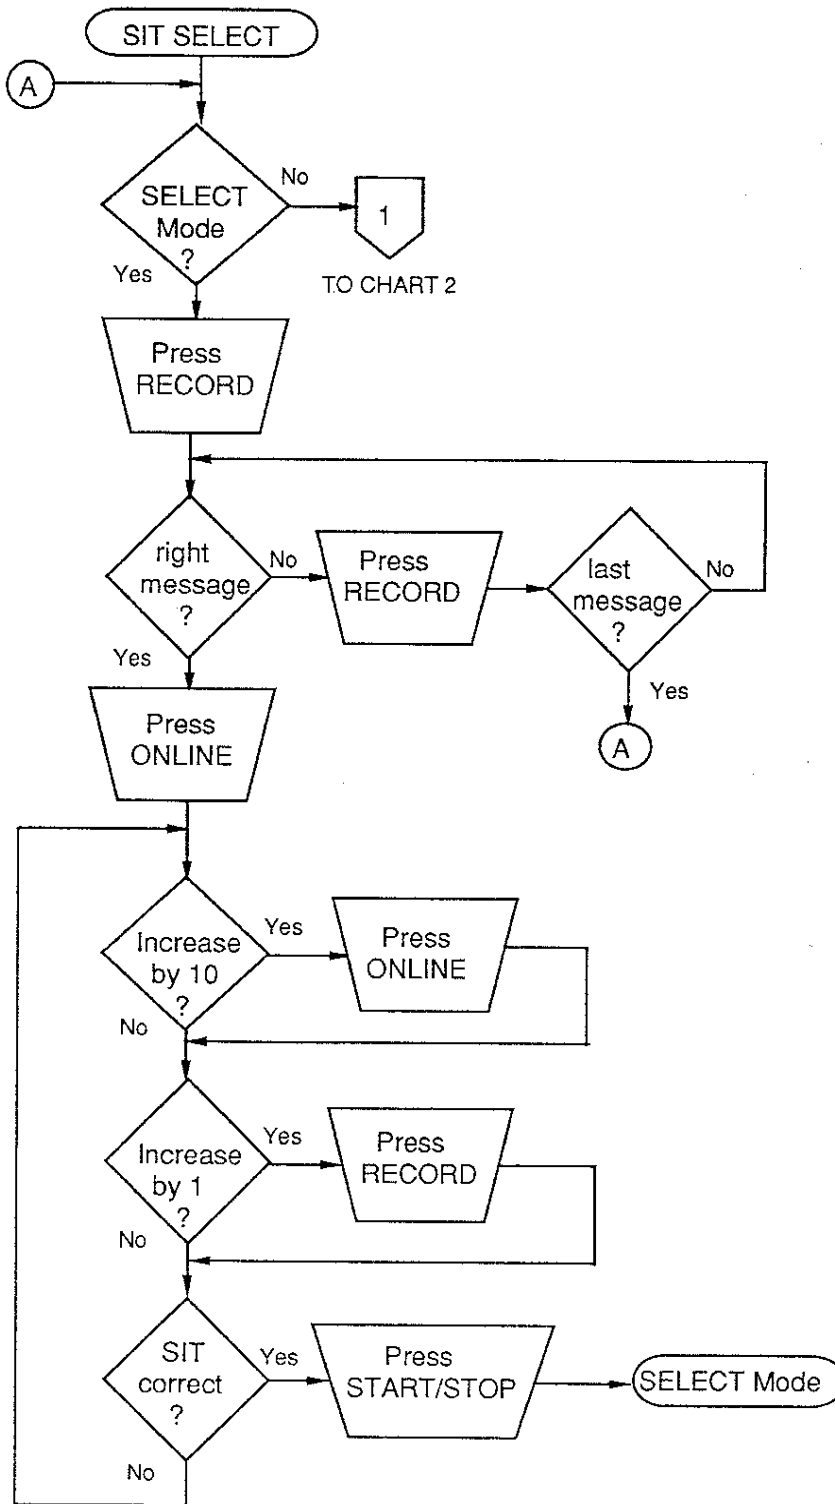 SIT SELECT
A
SELECT
Mode
?
No
1
TO CHART 2
Yes
Press
RECORD
right
message
?
No
Press
RECORD
last
message
?
No
Yes
A
Yes
Press
ONLINE
Increase
by 10
?
Yes
Press
ONLINE
No
Increase
by 1
?
Yes
Press
RECORD
No
SIT
correct
?
Yes
Press
START/STOP
SELECT Mode
No